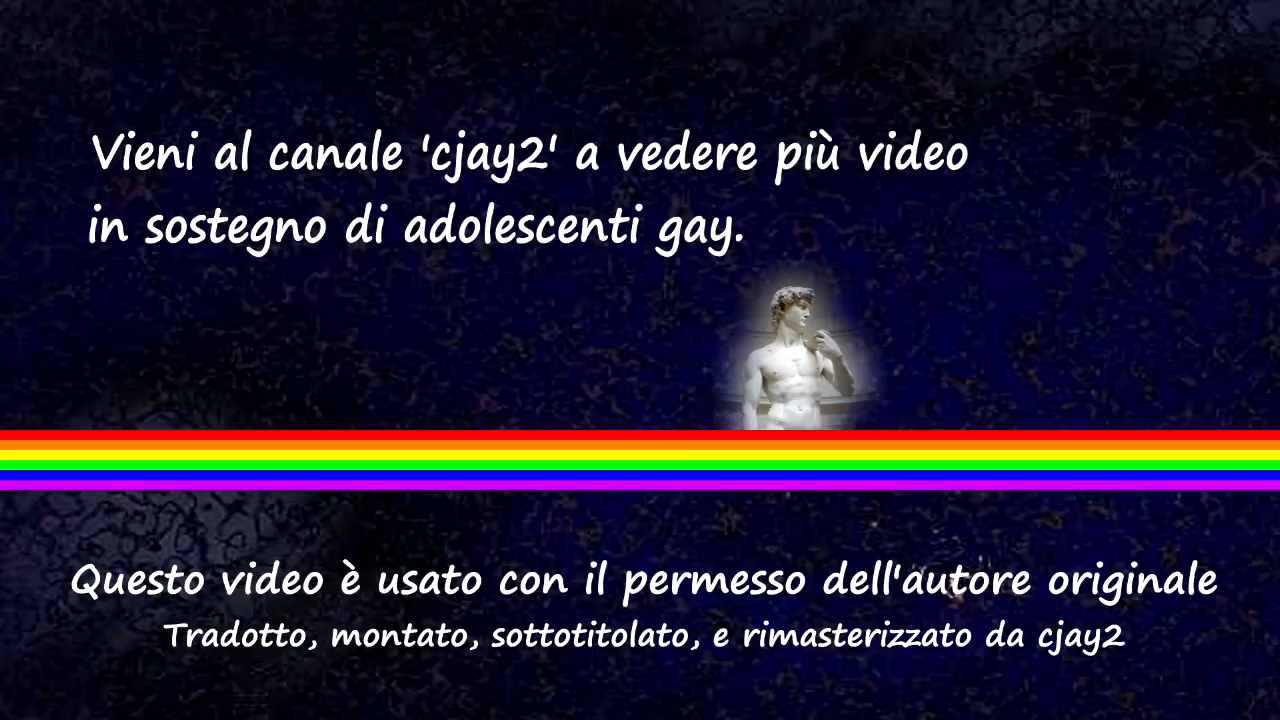 Vieni al canale 'cjay2' a vedere più video
in sostegno di adolescenti gay.
Questo video è usato con il permesso dell'autore originale
Tradotto, montato, sottotitolato, e rimasterizzato da cjay2